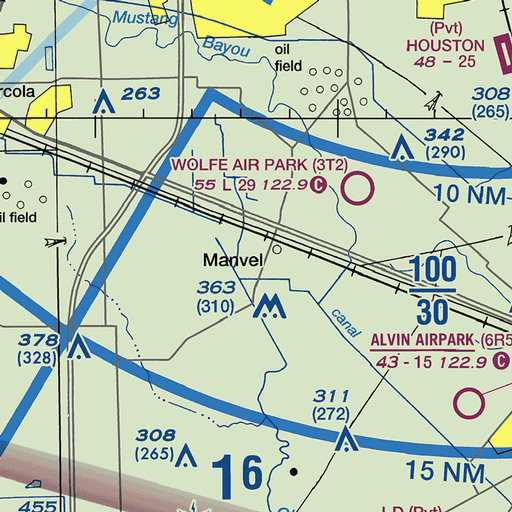 Mustang
Bayou
(Pvt)
HOUSTON
48 - 25
oil
field
rcola
263
308
(265)
342
(290)
WOLFE AIR PARK (3T2)
55 L 29 122.9 C
10 NM
il field
Manvel
363
(310)
100
30
canal
ALVIN AIRPARK (6R5
43 - 15 122.9 C
378
(328)
311
(272)
308
(265)
16
15 NM
455